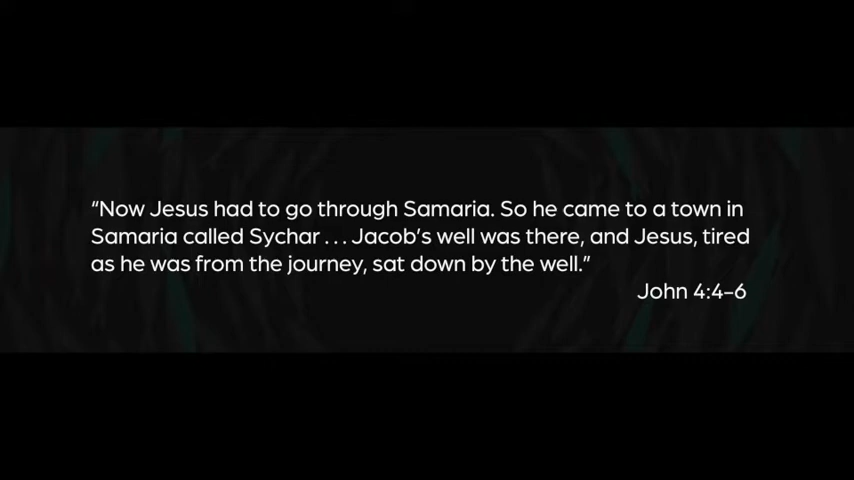 “Now Jesus had to go through Samaria. So he came to a town in
Samaria called Sychar . . . Jacob’s well was there, and Jesus, tired
as he was from the journey, sat down by the well.”
John 4:4–6